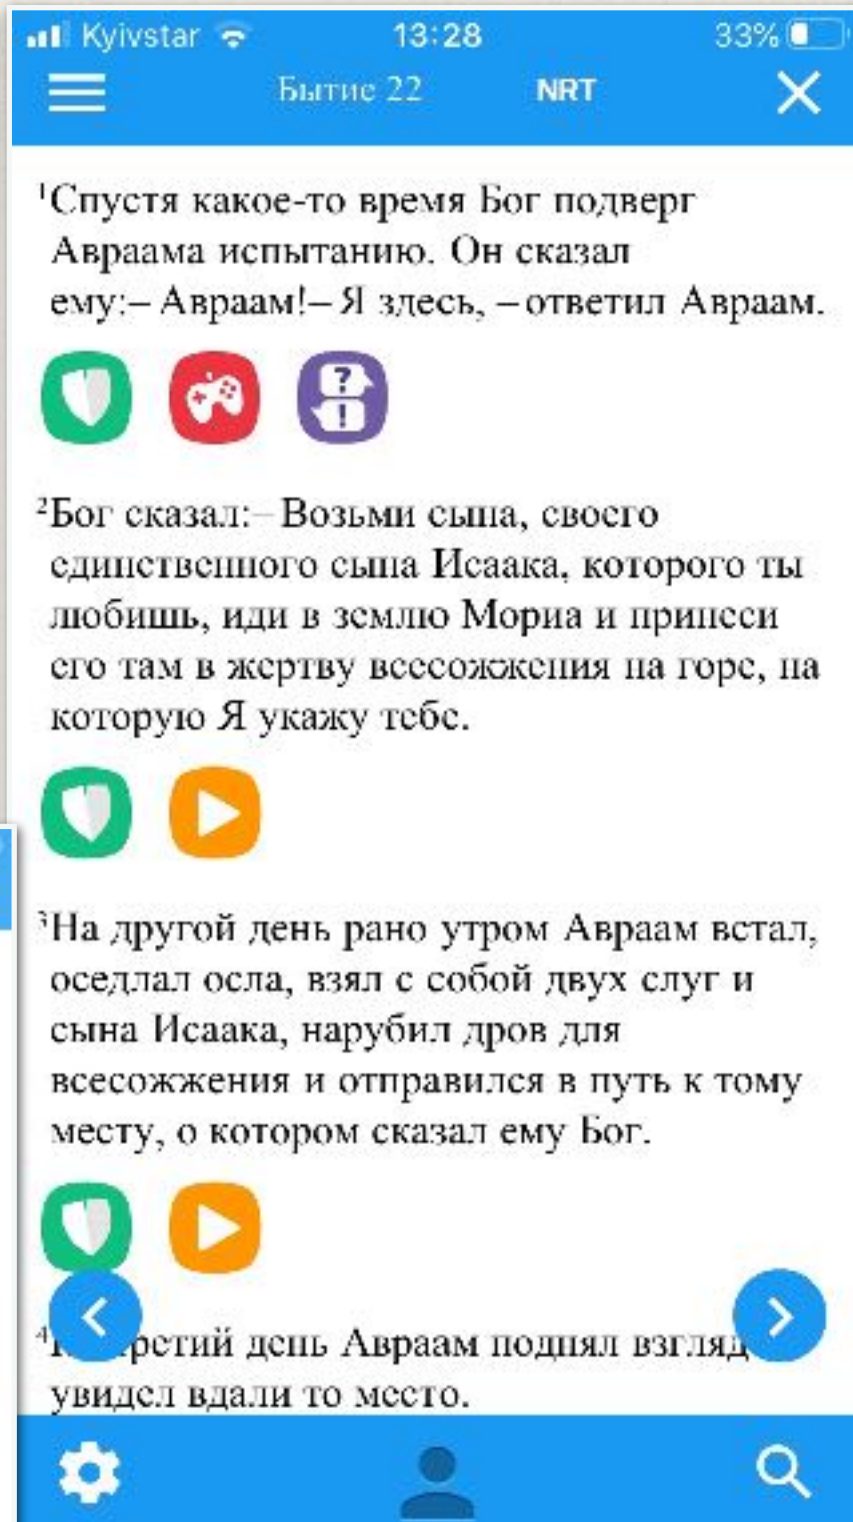 Kyivstar 13:28 33%
Бытие 22 NRT
1Спустя какое-то время Бог подверг
Авраама испытанию. Он сказал
ему:– Авраам!– Я здесь, – ответил Авраам.
? !
2Бог сказал:– Возьми сына, своего
единственного сына Исаака, которого ты
любишь, иди в землю Мориа и принеси
его там в жертву всесожжения на горе, на
которую Я укажу тебе.
3На другой день рано утром Авраам встал,
оседлал осла, взял с собой двух слуг и
сына Исаака, нарубил дров для
всесожжения и отправился в путь к тому
месту, о котором сказал ему Бог.
4 третий день Авраам поднял взгляд
увидел вдали то место.